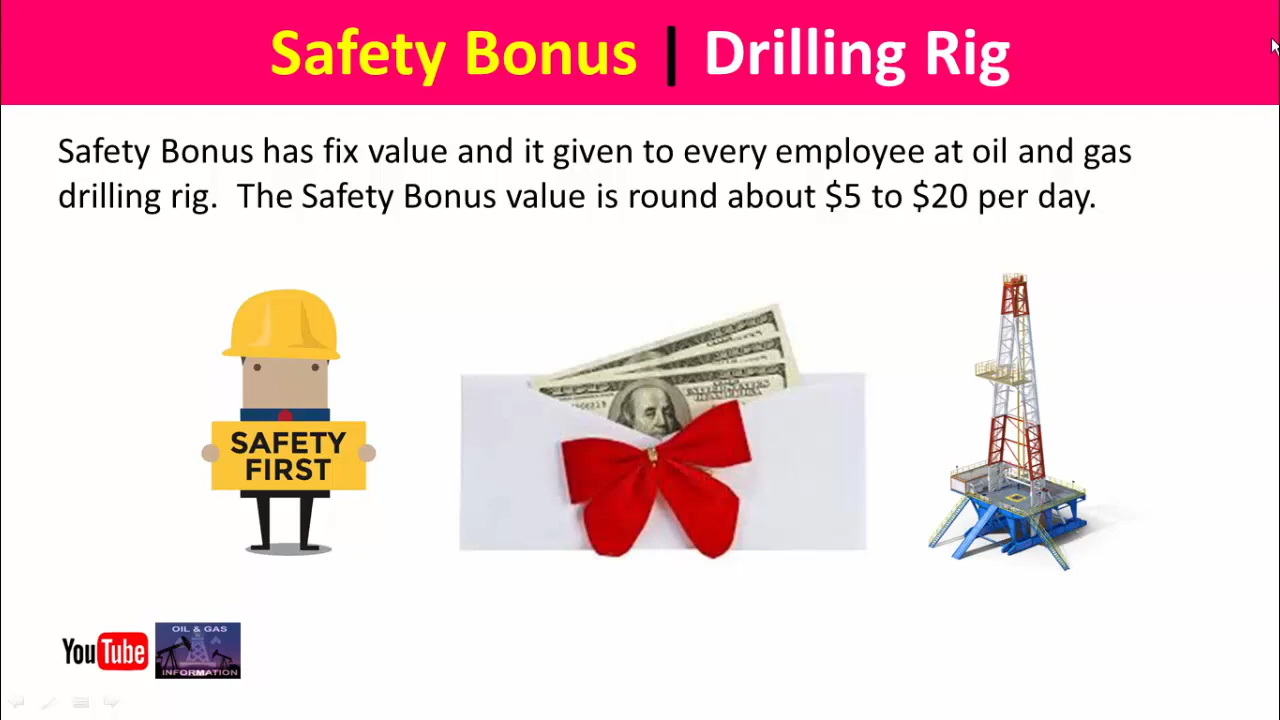 Safety Bonus | Drilling Rig
Safety Bonus has fix value and it given to every employee at oil and gas
drilling rig.  The Safety Bonus value is round about $5 to $20 per day.
SAFETY
FIRST
YouTube
OIL & GAS
INFORMATION